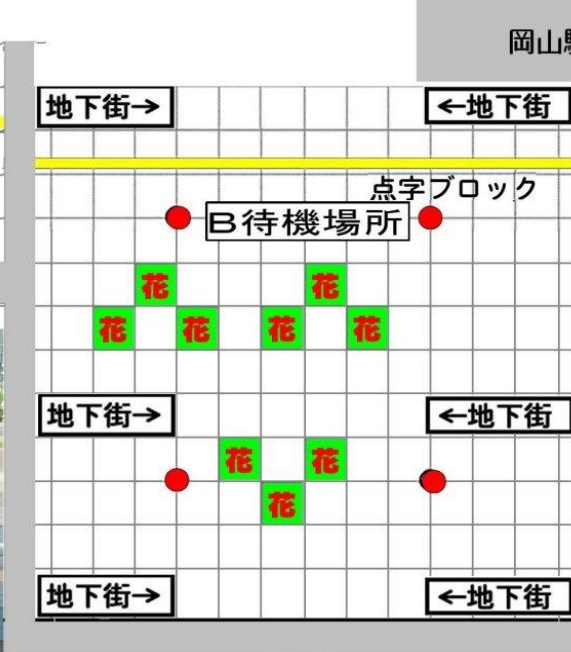 岡山
地下街→ ←地下街
点字ブロック
B待機場所
花 花
花 花 花 花
地下街→ ←地下街
花 花
花
地下街→ ←地下街